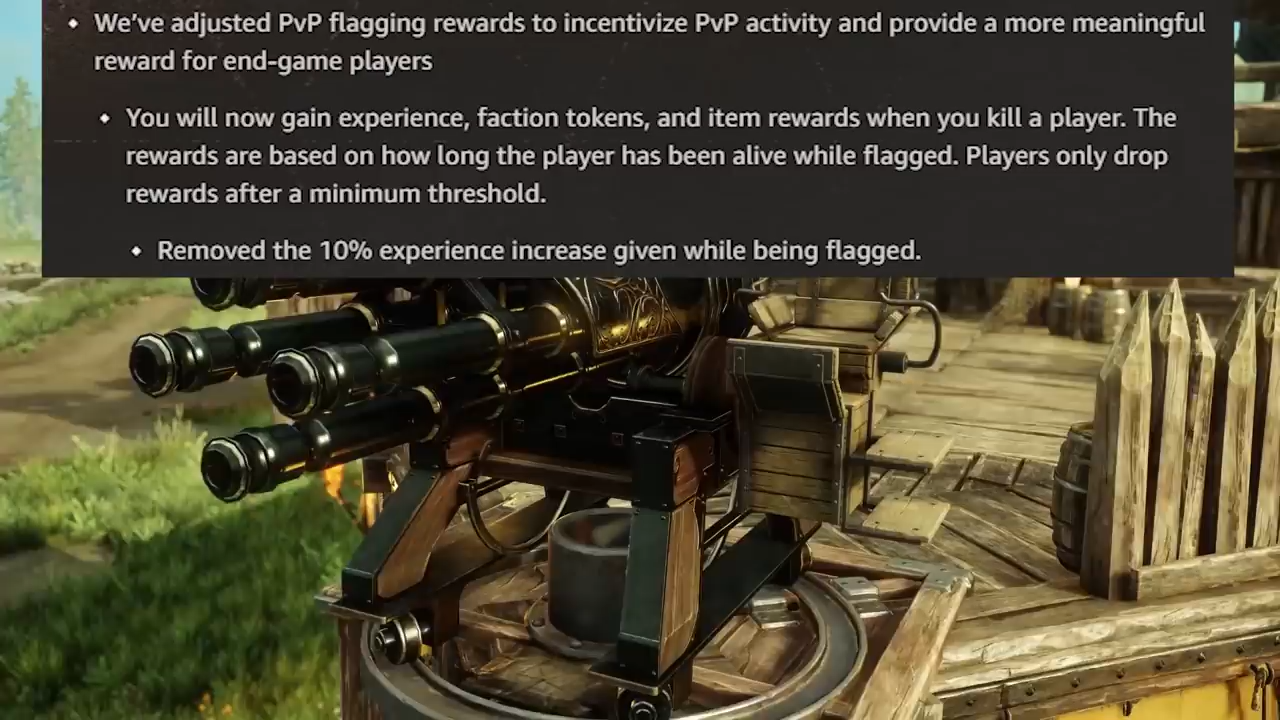 • We’ve adjusted PvP flagging rewards to incentivize PvP activity and provide a more meaningful
reward for end-game players
• You will now gain experience, faction tokens, and item rewards when you kill a player. The
rewards are based on how long the player has been alive while flagged. Players only drop
rewards after a minimum threshold.
• Removed the 10% experience increase given while being flagged.